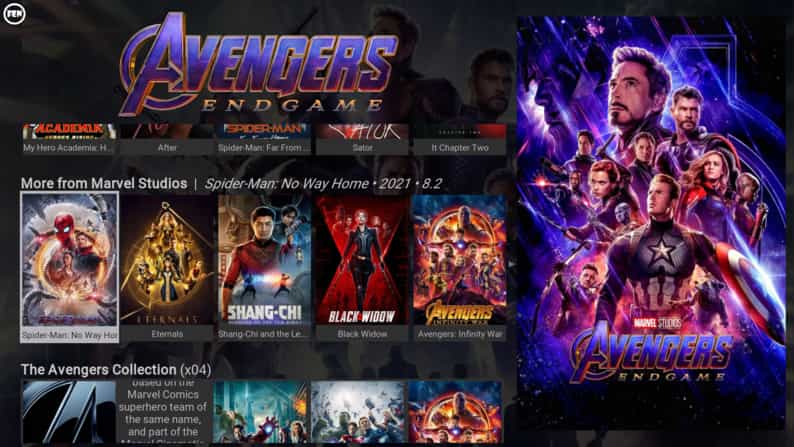 FEN
AVENGERS
ENDGAME
ACADEMIA
SPIDER-MAN
My Hero Academia: H...
After
Spider-Man: Far From ...
Sator
It Chapter Two
More from Marvel Studios | Spider-Man: No Way Home • 2021 • 8.2
ETERNALS
SHANG-CHI
BLACK WIDOW
AVENGERS
INFINITY WAR
Spider-Man: No Way Hor
Eternals
Shang-Chi and the Le...
Black Widow
Avengers: Infinity War
MARVEL STUDIOS
AVENGERS
ENDGAME
The Avengers Collection (x04)
based on the
Marvel Comics
superhero team of
the same name,
and part of the
Marvel Cinematic